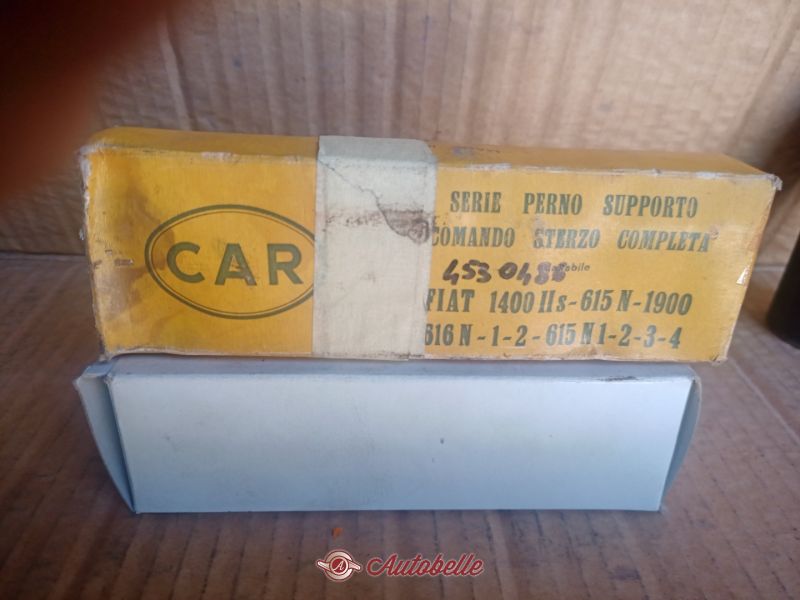 CAR
SERIE PERNO SUPPORTO
COMANDO STERZO COMPLETA
FIAT 1400 IIs - 615 N - 1900
616 N - 1 - 2 - 615 N 1 - 2 - 3 - 4
Autobelle